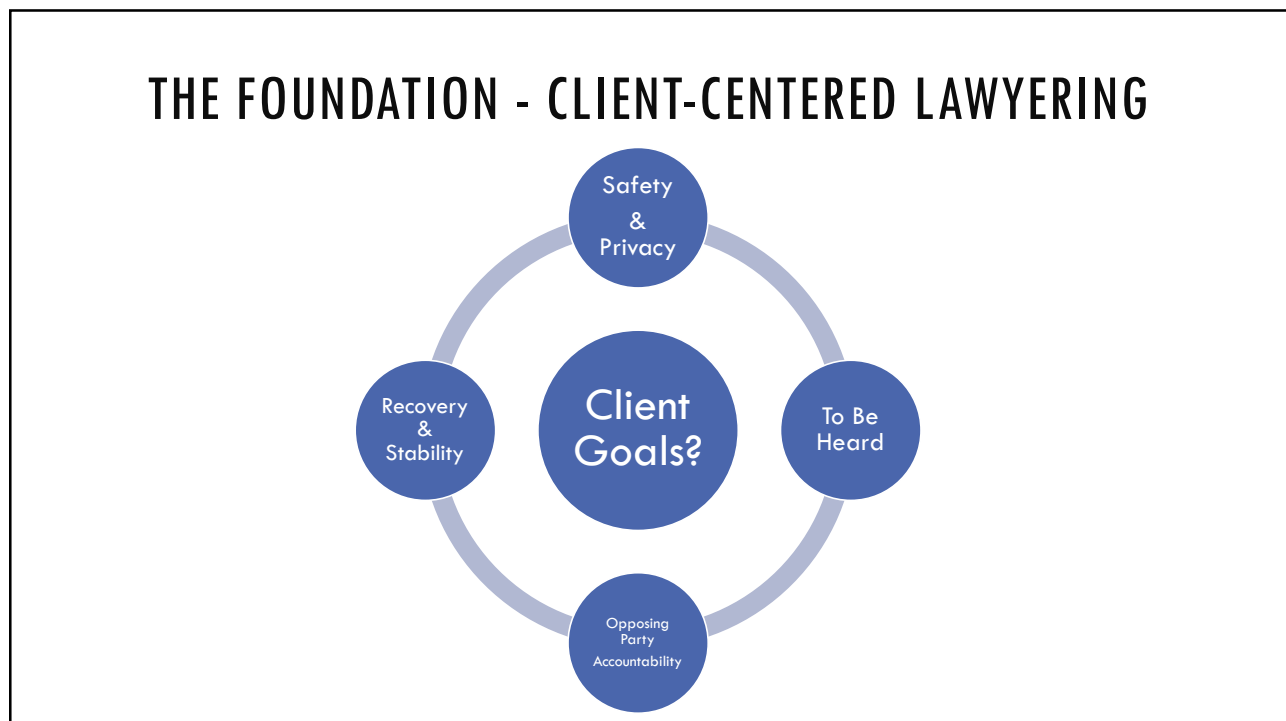 THE FOUNDATION - CLIENT-CENTERED LAWYERING
Safety
&
Privacy
Client
Goals?
To Be
Heard
Opposing
Party
Accountability
Recovery
&
Stability